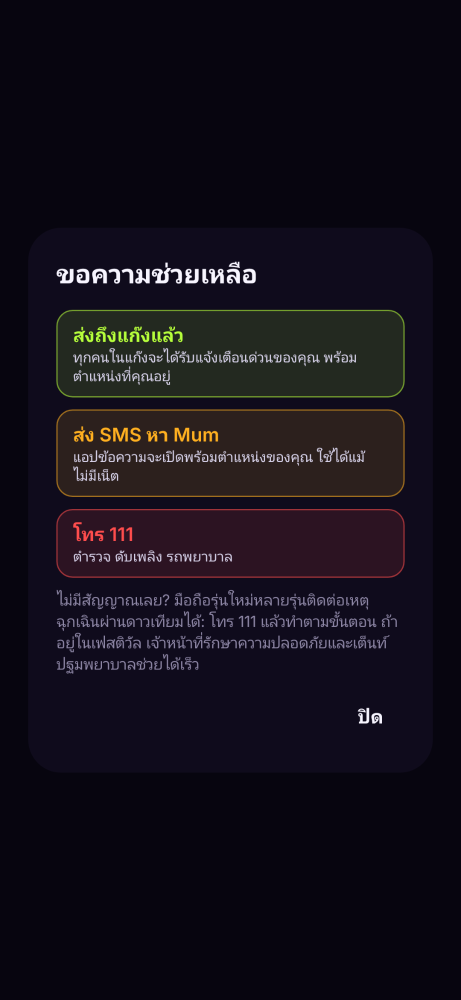 ขอความช่วยเหลือ
ส่งถึงแก๊งแล้ว
ทุกคนในแก๊งจะได้รับแจ้งเตือนด่วนของคุณ พร้อม
ตำแหน่งที่คุณอยู่
ส่ง SMS หา Mum
แอปข้อความจะเปิดพร้อมตำแหน่งของคุณ ใช้ได้แม้
ไม่มีเน็ต
โทร 111
ตำรวจ ดับเพลิง รถพยาบาล
ไม่มีสัญญาณเลย? มือถือรุ่นใหม่หลายรุ่นติดต่อเหตุ
ฉุกเฉินผ่านดาวเทียมได้: โทร 111 แล้วทำตามขั้นตอน ถ้า
อยู่ในเฟสติวัล เจ้าหน้าที่รักษาความปลอดภัยและเต็นท์
ปฐมพยาบาลช่วยได้เร็ว
ปิด